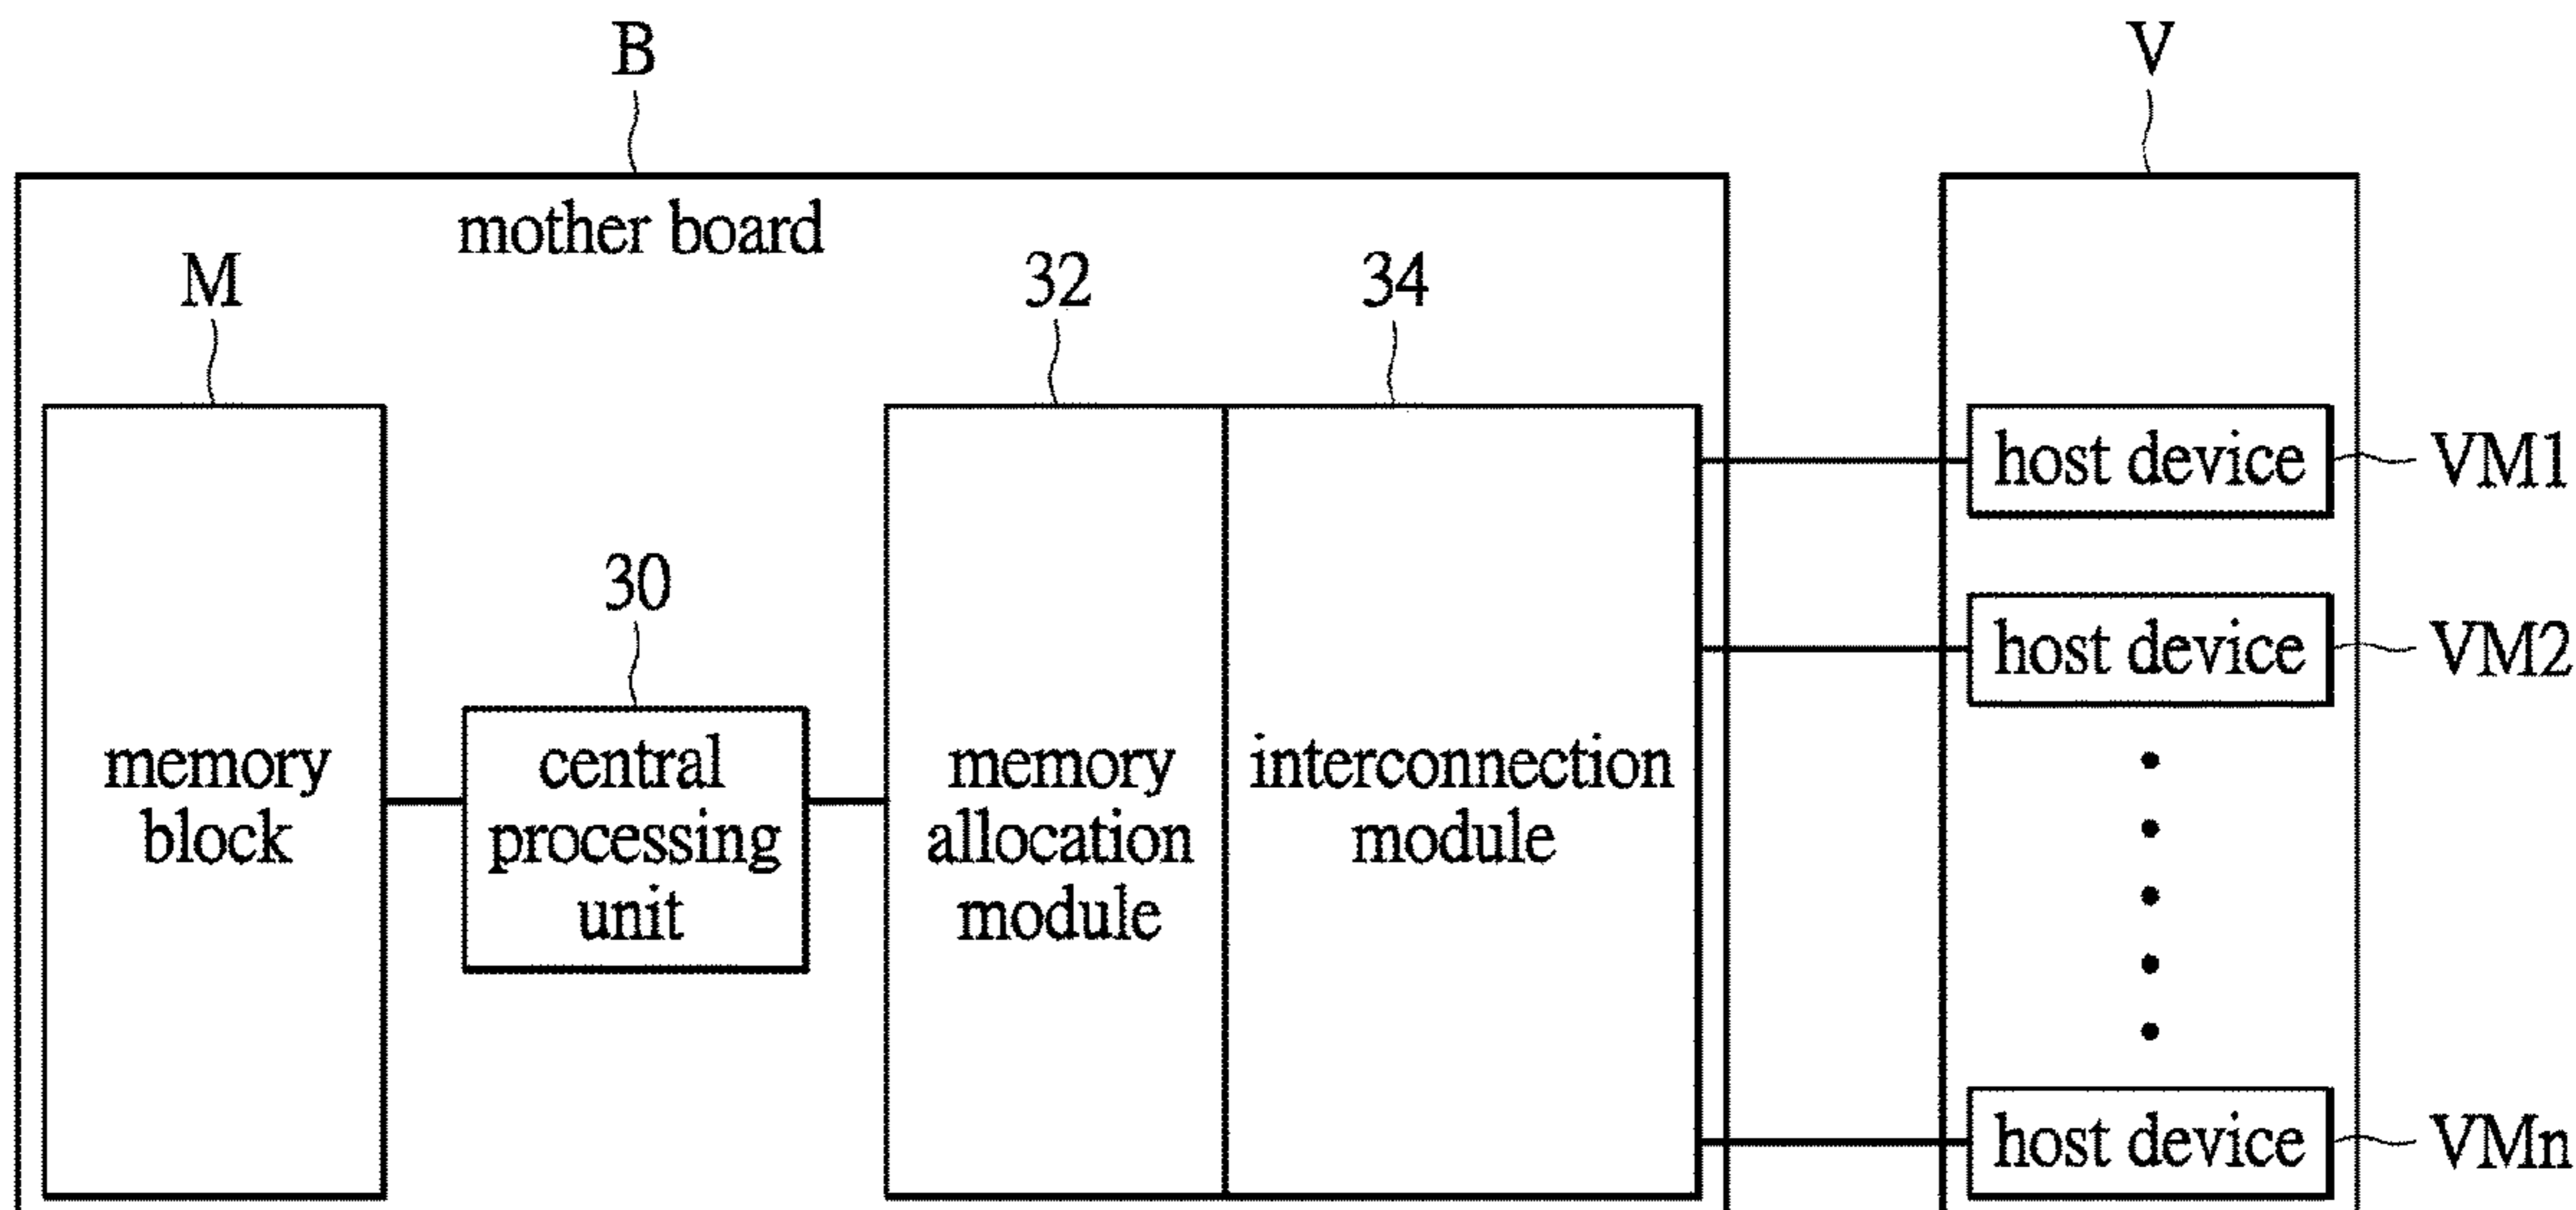 B
V
mother board
M
32
34
host device
VM1
30
host device
VM2
memory
block
central
processing
unit
memory
allocation
module
interconnection
module
host device
VMn